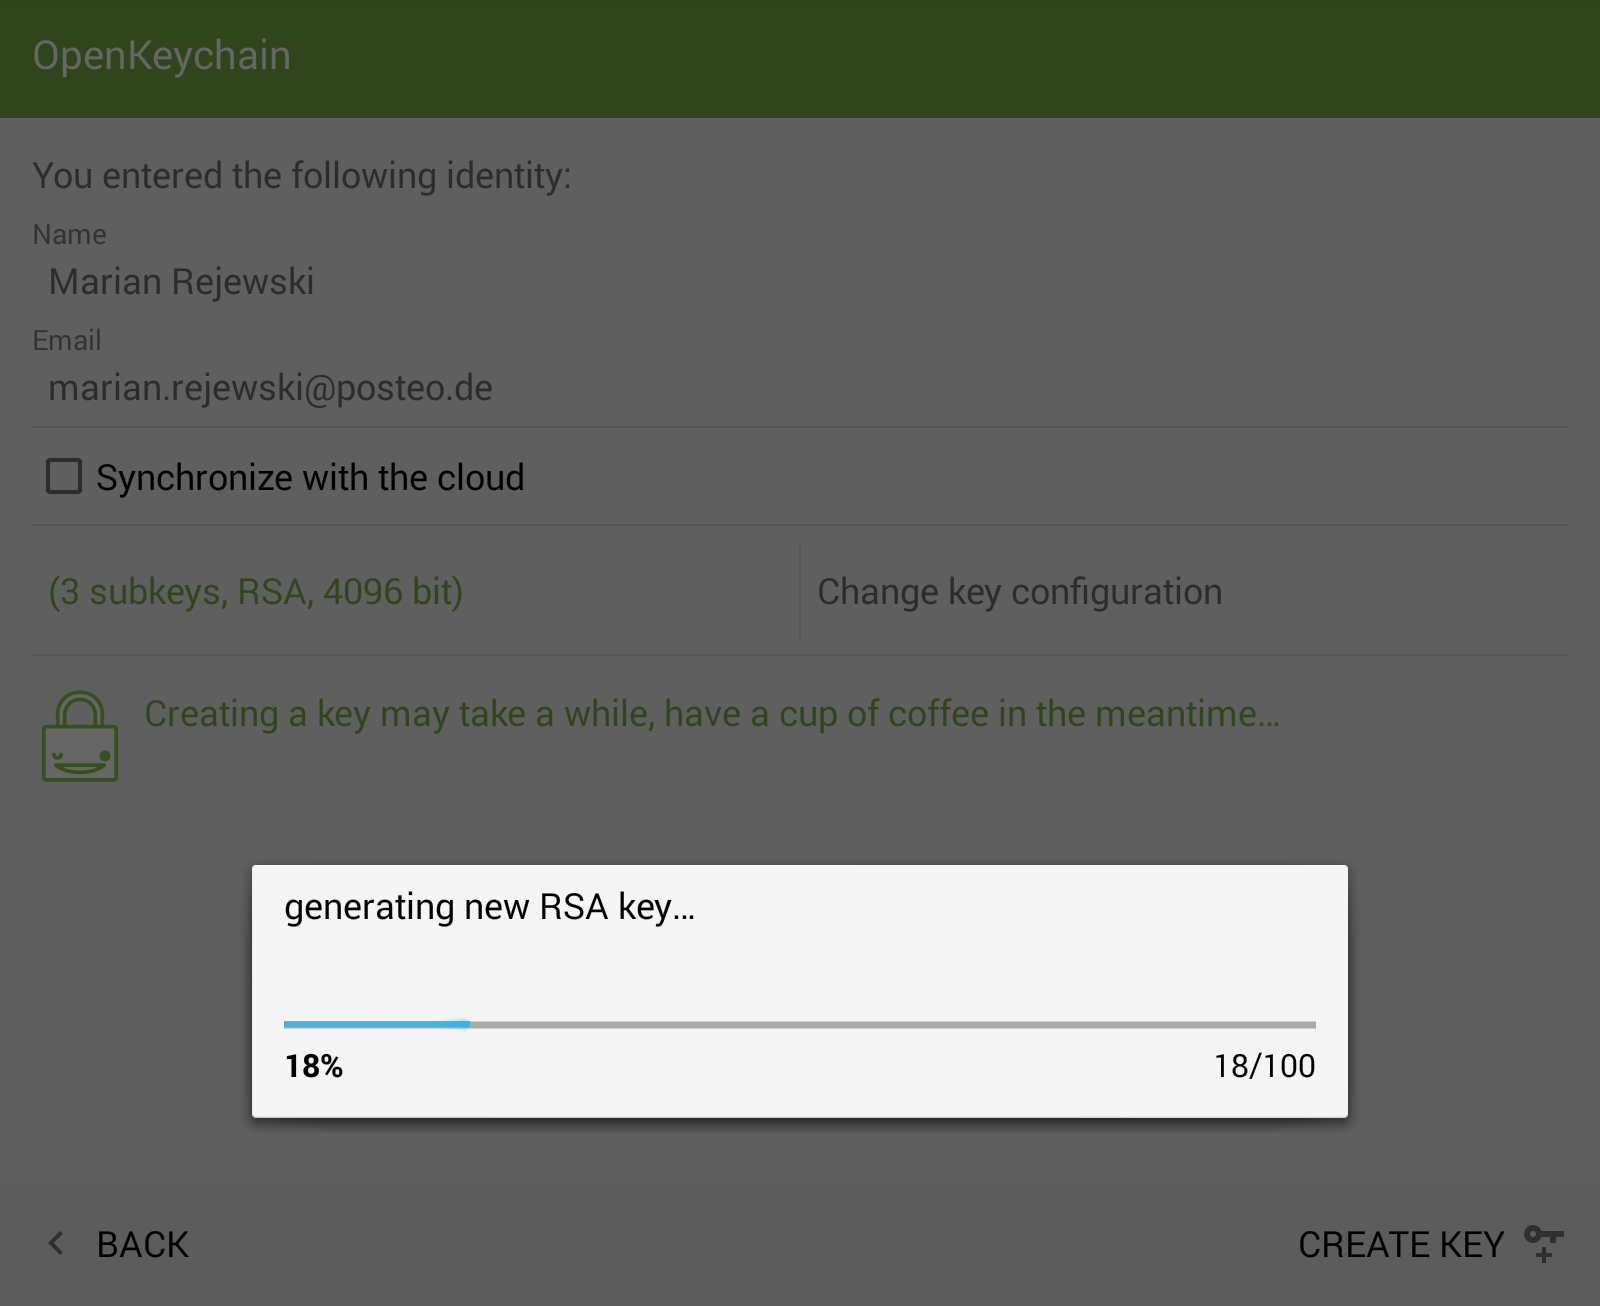 OpenKeychain
You entered the following identity:
Name
Marian Rejewski
Email
marian.rejewski@posteo.de
Synchronize with the cloud
(3 subkeys, RSA, 4096 bit)
Change key configuration
Creating a key may take a while, have a cup of coffee in the meantime…
generating new RSA key…
18%
18/100
BACK
CREATE KEY